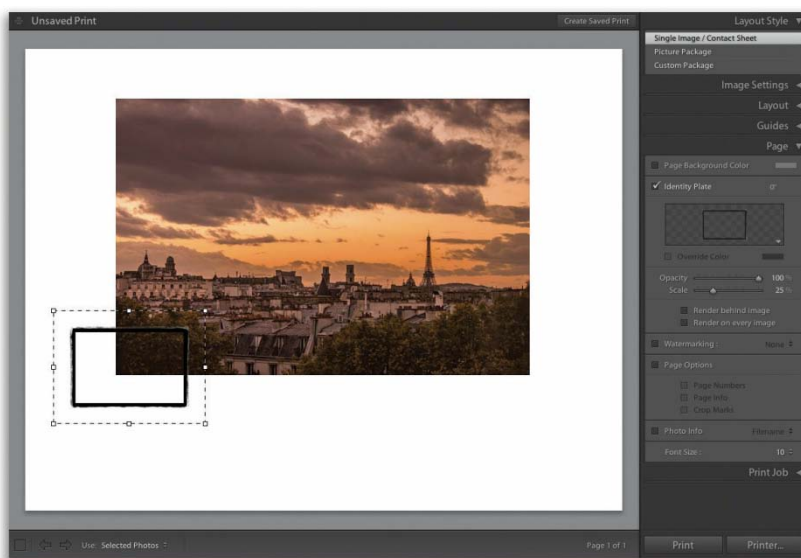 Unsaved Print
Create Saved Print
Layout Style
Single Image / Contact Sheet
Picture Package
Custom Package
Image Settings
Layout
Guides
Page
Page Background Color
Identity Plate
0°
Override Color
Opacity 100 %
Scale 25 %
Render behind image
Render on every image
Watermarking : None
Page Options
Page Numbers
Page Info
Crop Marks
Photo Info Filename
Font Size : 10
Print Job
Use: Selected Photos
Page 1 of 1
Print
Printer...